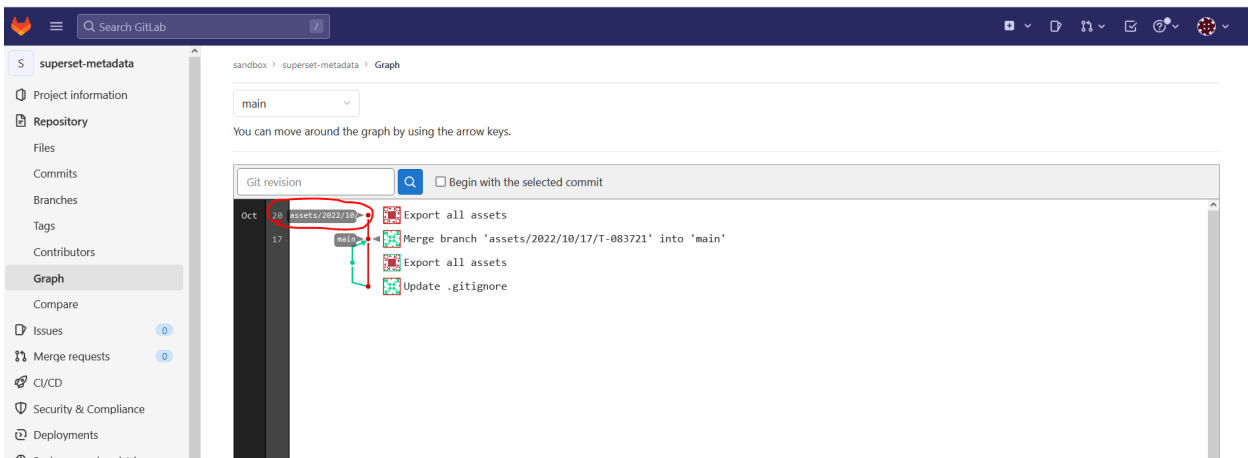 Search GitLab /
S superset-metadata
Project information
Repository
Files
Commits
Branches
Tags
Contributors
Graph
Compare
Issues 0
Merge requests 0
CI/CD
Security & Compliance
Deployments
sandbox > superset-metadata > Graph
main
You can move around the graph by using the arrow keys.
Git revision
Begin with the selected commit
Oct 20 assets/2022/10/ Export all assets
17 main Merge branch 'assets/2022/10/17/T-083721' into 'main'
Export all assets
Update .gitignore